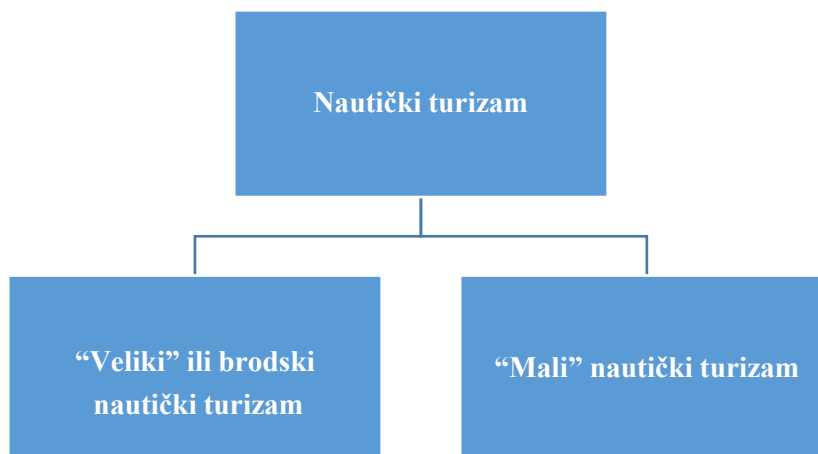 Nautički turizam
“Veliki” ili brodski
nautički turizam
“Mali” nautički turizam